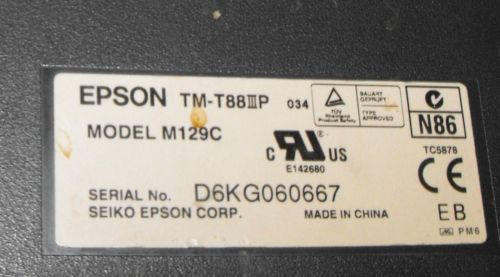 EPSON TM-T88ⅢP 034
TÜV
Rheinland
Product Safety
BAUART
GEPRÜFT
TYPE
APPROVED
N86
MODEL M129C
C RU US
E142680
TC5878
CE
SERIAL No. D6KG060667
SEIKO EPSON CORP. MADE IN CHINA
EB
PM6